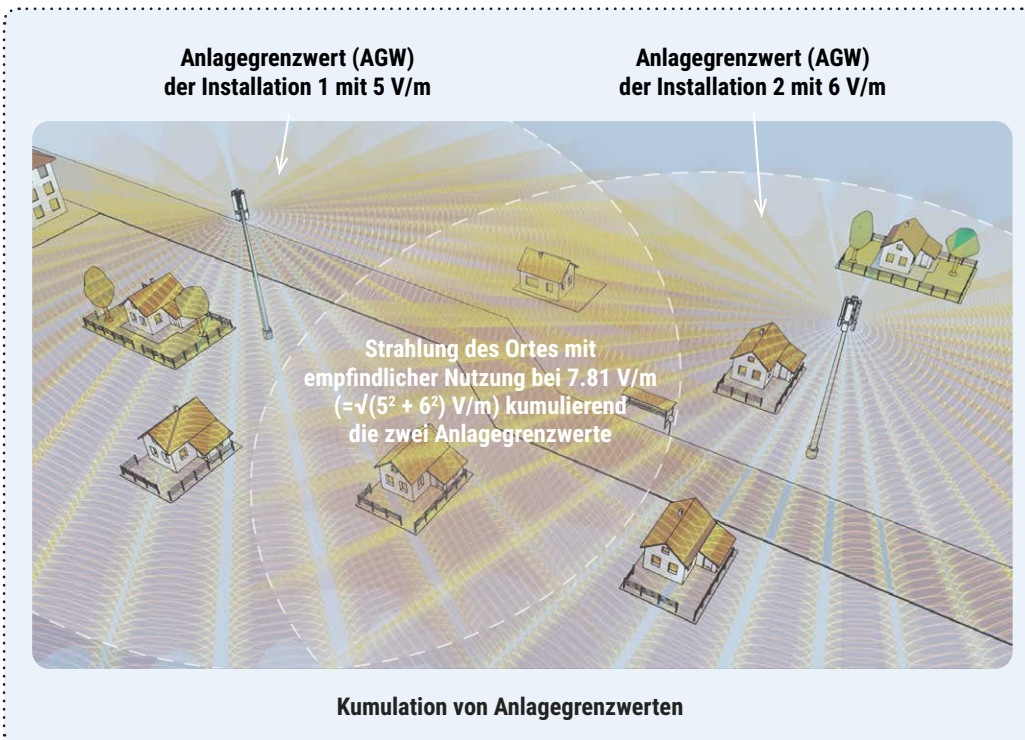 Anlagegrenzwert (AGW)
der Installation 1 mit 5 V/m
Anlagegrenzwert (AGW)
der Installation 2 mit 6 V/m
Strahlung des Ortes mit
empfindlicher Nutzung bei 7.81 V/m
(=√(5² + 6²) V/m) kumulierend
die zwei Anlagegrenzwerte
Kumulation von Anlagegrenzwerten